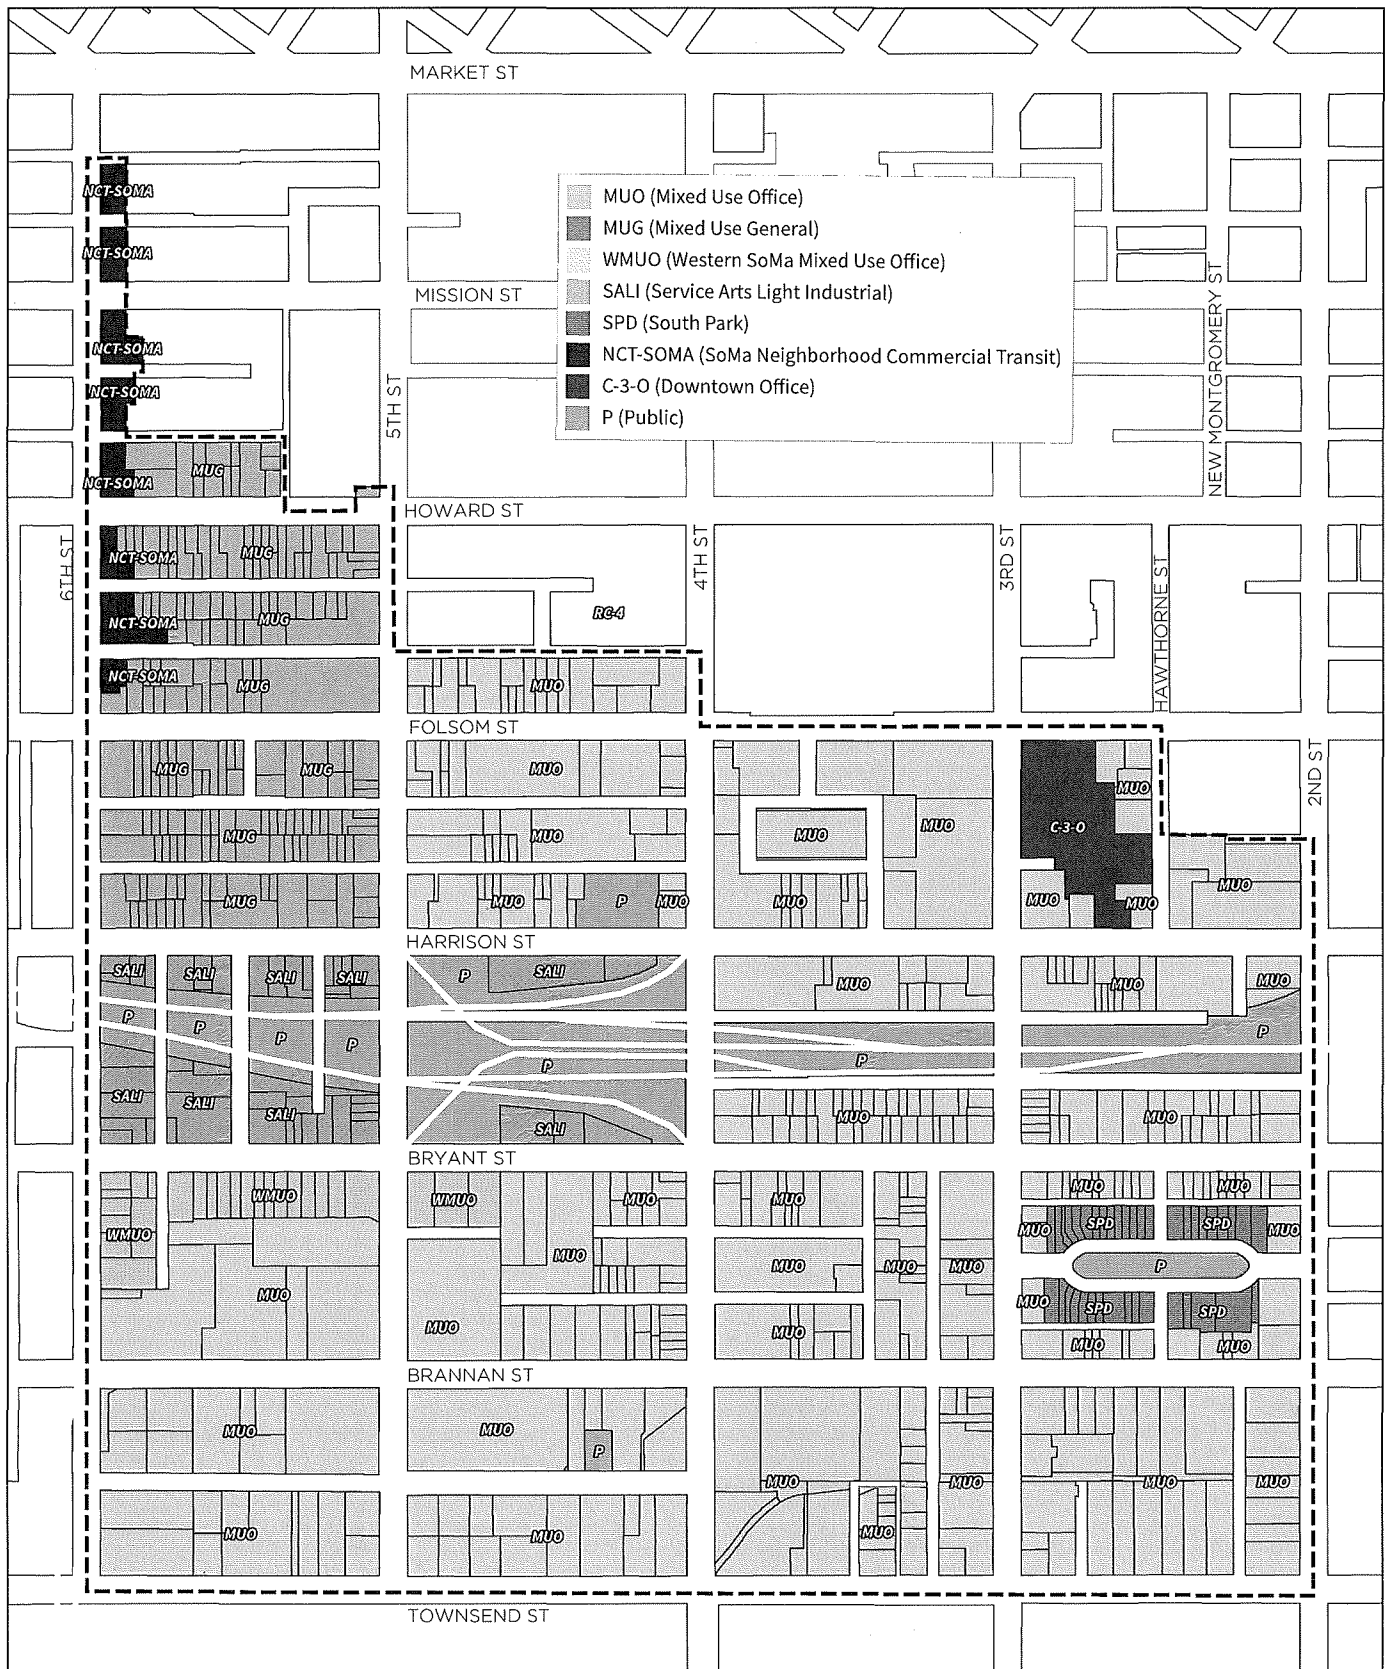 MARKET ST
NCT-SOMA
MUO (Mixed Use Office)
MUG (Mixed Use General)
WMUO (Western SoMa Mixed Use Office)
SALI (Service Arts Light Industrial)
SPD (South Park)
NCT-SOMA (SoMa Neighborhood Commercial Transit)
C-3-O (Downtown Office)
P (Public)
NCT-SOMA
MISSION ST
NEW MONTGROMERY ST
NCT-SOMA
NCT-SOMA
5TH ST
NCT-SOMA
MUG
HOWARD ST
6TH ST
4TH ST
3RD ST
HAWTHORNE ST
NCT-SOMA
MUG
NCT-SOMA
MUG
RC-4
NCT-SOMA
MUG
MUO
FOLSOM ST
2ND ST
MUG
MUG
MUO
MUO
MUG
MUO
MUO
MUO
C-3-O
MUG
MUO
P
MUO
MUO
MUO
MUO
MUO
HARRISON ST
SALI
SALI
SALI
SALI
P
SALI
MUO
MUO
MUO
P
P
P
P
P
P
P
SALI
SALI
SALI
SALI
MUO
MUO
BRYANT ST
WMUO
WMUO
MUO
MUO
MUO
MUO
WMUO
MUO
SPD
SPD
MUO
MUO
MUO
MUO
MUO
P
MUO
MUO
MUO
MUO
SPD
SPD
MUO
MUO
BRANNAN ST
MUO
MUO
P
MUO
MUO
MUO
MUO
MUO
MUO
MUO
TOWNSEND ST